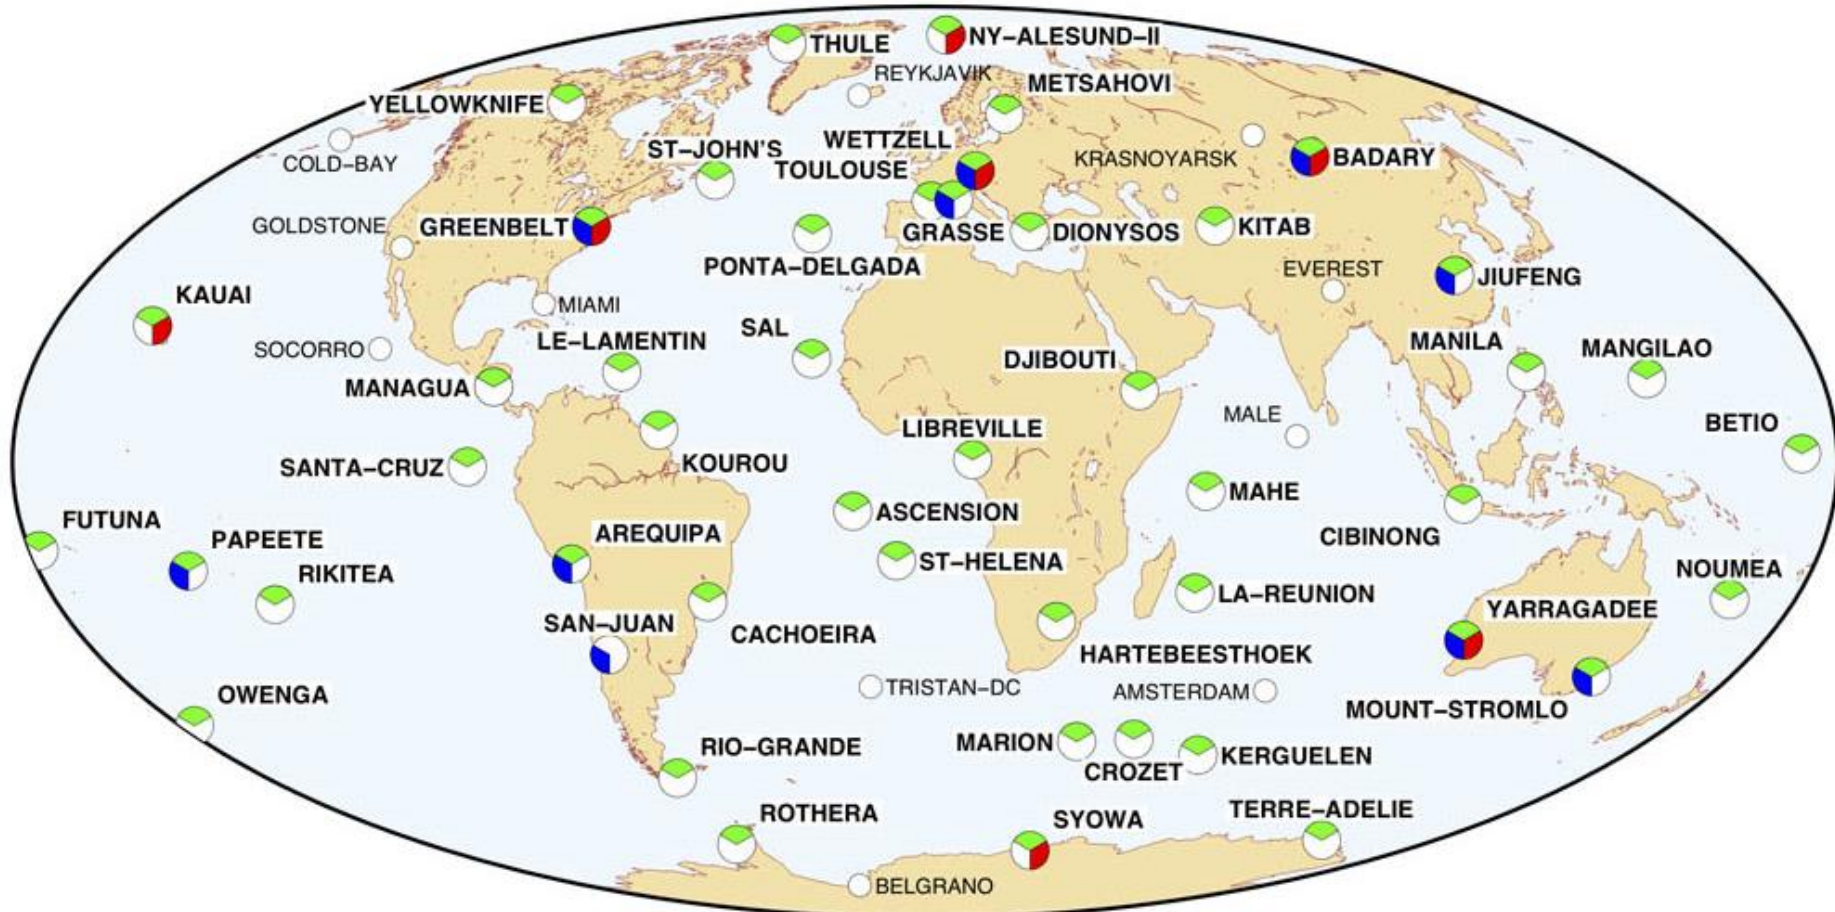 THULE
NY-ALESUND-II
REYKJAVIK
METSAHOVI
YELLOWKNIFE
COLD-BAY
ST-JOHN'S
WETTZELL
TOULOUSE
KRASNOYARSK
BADARY
GOLDSTONE
GREENBELT
GRASSE
DIONYSOS
KITAB
PONTA-DELGADA
EVEREST
JIUFENG
KAUAI
MIAMI
SOCORRO
LE-LAMENTIN
SAL
DJIBOUTI
MANILA
MANGILAO
MANAGUA
MALE
BETIO
LIBREVILLE
SANTA-CRUZ
KOUROU
MAHE
FUTUNA
ASCENSION
PAPEETE
AREQUIPA
CIBINONG
RIKITEA
ST-HELENA
NOUMEA
LA-REUNION
YARRAGADEE
SAN-JUAN
CACHOEIRA
HARTEBEESTHOEK
OWENGA
TRISTAN-DC
AMSTERDAM
MOUNT-STROMLO
RIO-GRANDE
MARION
CROZET
KERGUELEN
ROTHERA
SYOWA
TERRE-ADELIE
BELGRANO